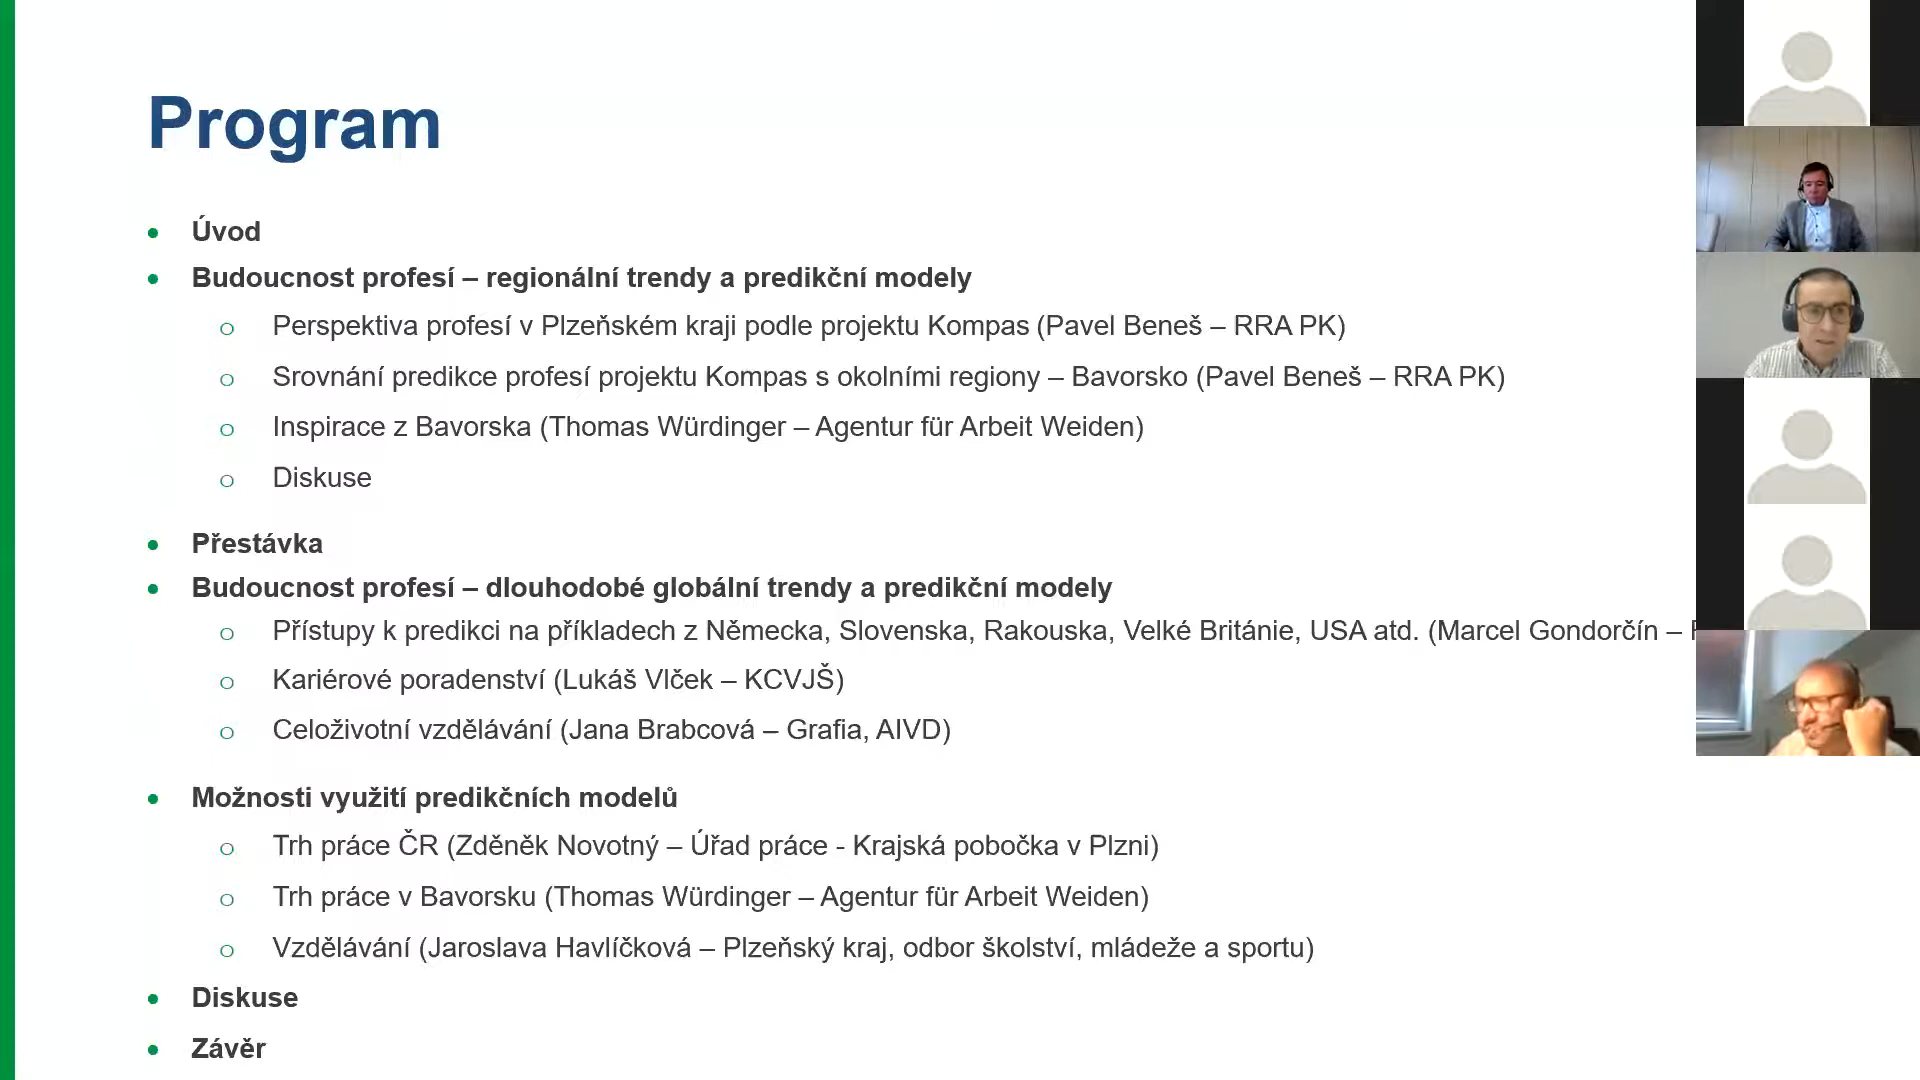 Program
Úvod
Budoucnost profesí – regionální trendy a predikční modely
Perspektiva profesí v Plzeňském kraji podle projektu Kompas (Pavel Beneš – RRA PK)
Srovnání predikce profesí projektu Kompas s okolními regiony – Bavorsko (Pavel Beneš – RRA PK)
Inspirace z Bavorska (Thomas Würdinger – Agentur für Arbeit Weiden)
Diskuse
Přestávka
Budoucnost profesí – dlouhodobé globální trendy a predikční modely
Přístupy k predikci na příkladech z Německa, Slovenska, Rakouska, Velké Británie, USA atd. (Marcel Gondorčín –
Kariérové poradenství (Lukáš Vlček – KCVJŠ)
Celoživotní vzdělávání (Jana Brabcová – Grafia, AIVD)
Možnosti využití predikčních modelů
Trh práce ČR (Zděněk Novotný – Úřad práce - Krajská pobočka v Plzni)
Trh práce v Bavorsku (Thomas Würdinger – Agentur für Arbeit Weiden)
Vzdělávání (Jaroslava Havlíčková – Plzeňský kraj, odbor školství, mládeže a sportu)
Diskuse
Závěr